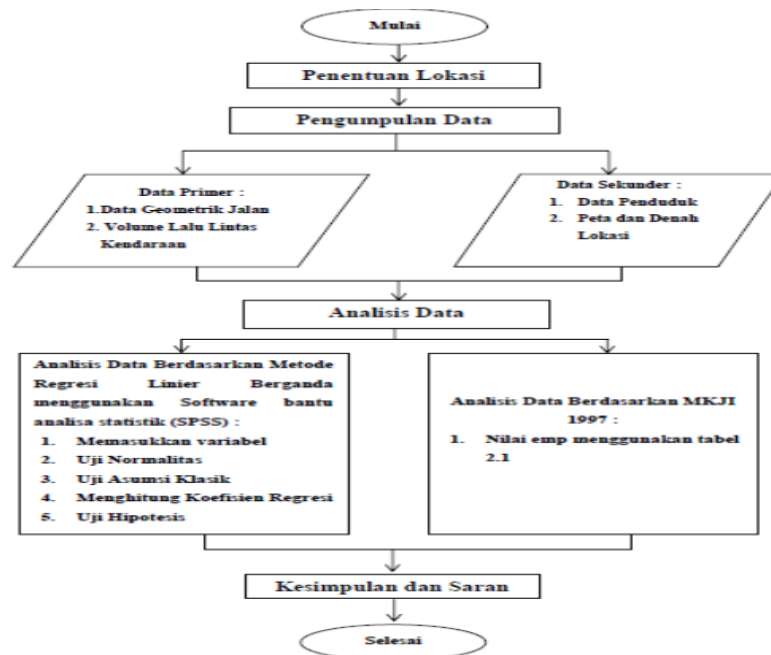 Mulai
Penentuan Lokasi
Pengumpulan Data
Data Primer :
1.Data Geometrik Jalan
2. Volume Lalu Lintas
Kendaraan
Data Sekunder :
1. Data Penduduk
2. Peta dan Denah
Lokasi
Analisis Data
Analisis Data Berdasarkan Metode
Regresi Linier Berganda
menggunakan Software bantu
analisa statistik (SPSS) :
1. Memasukkan variabel
2. Uji Normalitas
3. Uji Asumsi Klasik
4. Menghitung Koefisien Regresi
5. Uji Hipotesis
Analisis Data Berdasarkan MKJI
1997 :
1. Nilai emp menggunakan tabel
2.1
Kesimpulan dan Saran
Selesai